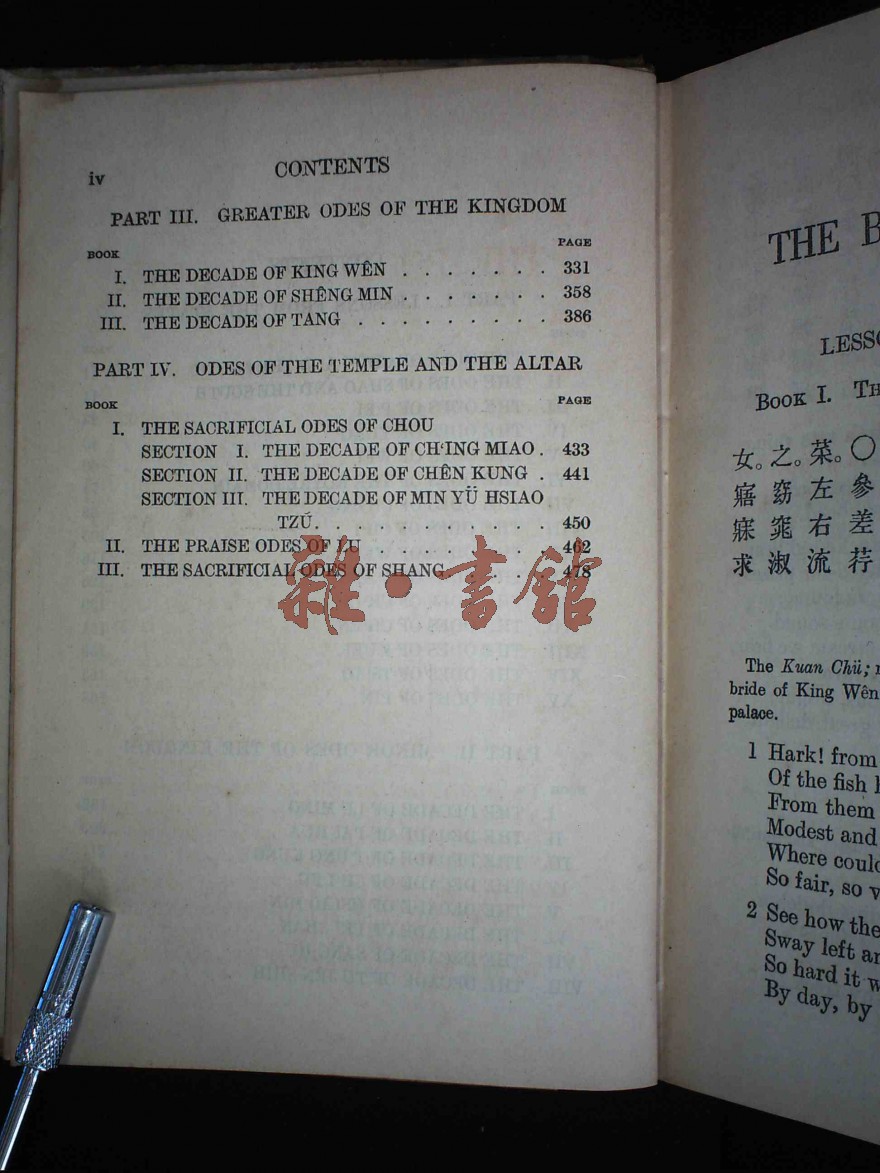 iv
CONTENTS
PART III. GREATER ODES OF THE KINGDOM
BOOK PAGE
I. THE DECADE OF KING WÊN . . . . . . . 331
II. THE DECADE OF SHÊNG MIN . . . . . . . 358
III. THE DECADE OF TANG . . . . . . . . . 386
PART IV. ODES OF THE TEMPLE AND THE ALTAR
BOOK PAGE
I. THE SACRIFICIAL ODES OF CHOU
SECTION I. THE DECADE OF CH'ING MIAO . 433
SECTION II. THE DECADE OF CHÊN KUNG . 441
SECTION III. THE DECADE OF MIN YÜ HSIAO
TZŬ . . . . . . . . . . 450
II. THE PRAISE ODES OF LU . . . . . . . . 462
III. THE SACRIFICIAL ODES OF SHANG . . . . . 478
雜·書館
THE B
LESSO
Book I. Th
女。之。菜。〇
寤窈左參
寐窕右差
求淑流荇
The Kuan Chü;
bride of King Wên
palace.
1 Hark! from
Of the fish
From them
Modest and
Where could
So fair, so
2 See how the
Sway left
So hard it
By day, by